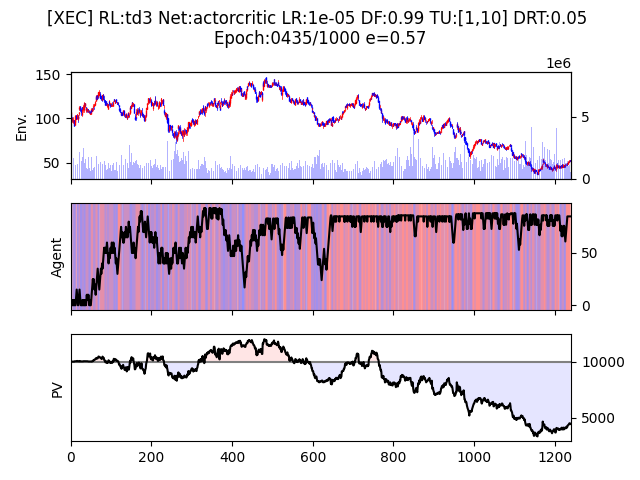 [XEC] RL:td3 Net:actorcritic LR:1e-05 DF:0.99 TU:[1,10] DRT:0.05
Epoch:0435/1000 e=0.57
1e6
150
100
50
Env.
5
0
Agent
50
0
PV
10000
5000
0 200 400 600 800 1000 1200